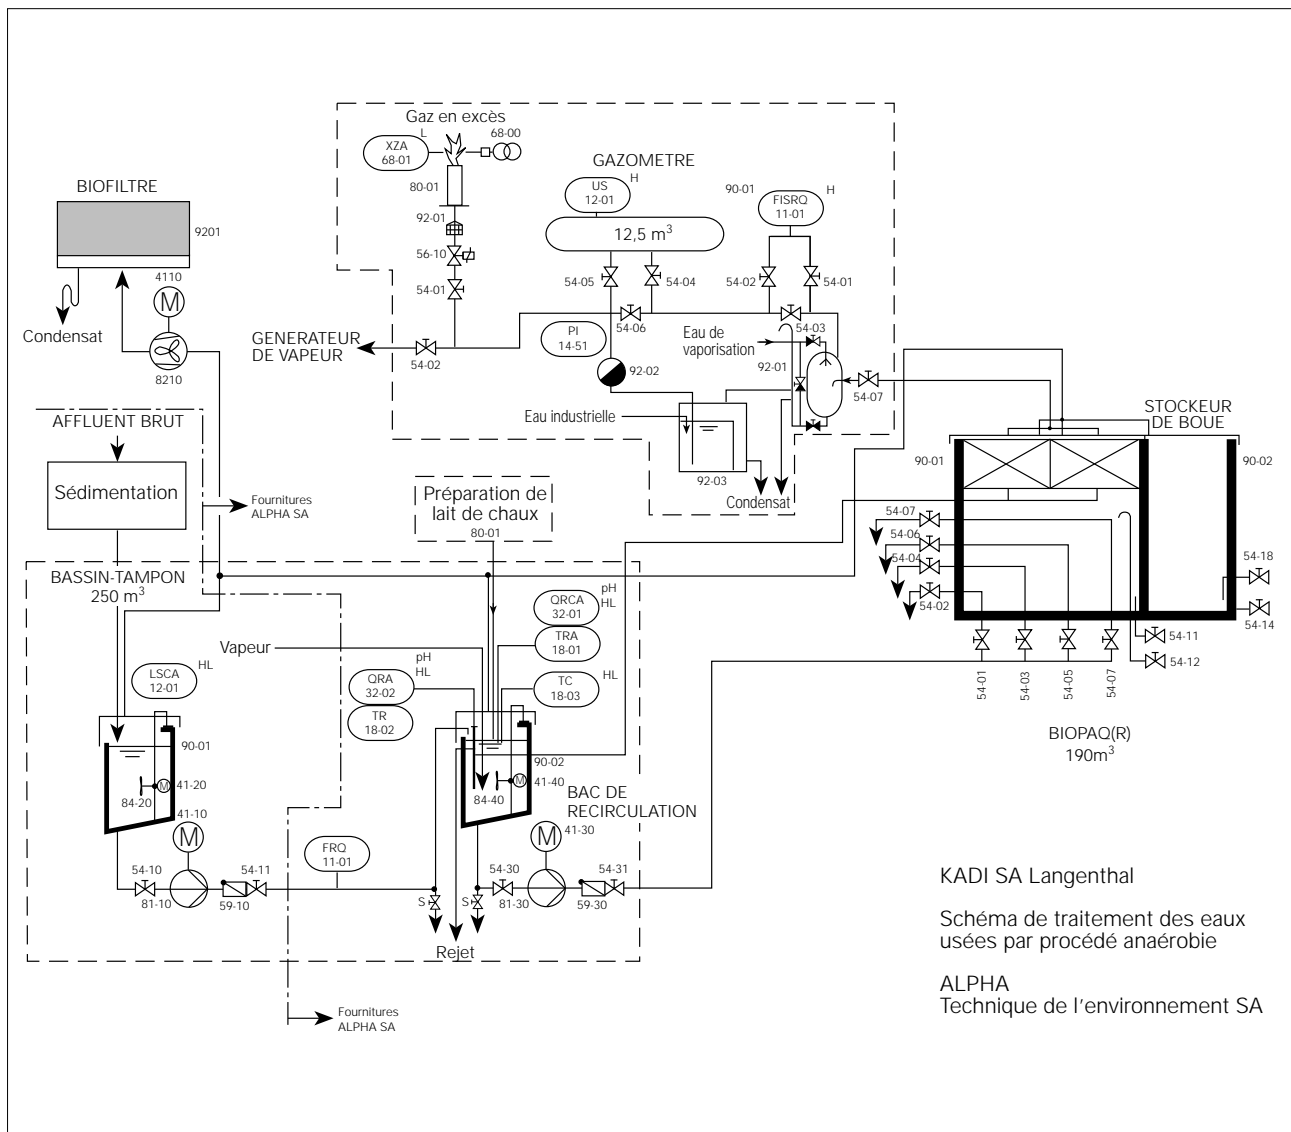 Gaz en excès
L
68-00
XZA
68-01
80-01
92-01
56-10
54-01
GAZOMETRE
US
12-01
H
12,5 m³
90-01
FISRQ
11-01
H
54-05
54-04
54-02
54-01
54-06
54-03
BIOFILTRE
9201
4110
M
Condensat
8210
GENERATEUR
DE VAPEUR
54-02
PI
14-51
92-02
Eau de
vaporisation
92-01
54-07
Eau industrielle
92-03
Condensat
AFFLUENT BRUT
Sédimentation
Fournitures
ALPHA SA
Préparation de
lait de chaux
80-01
STOCKEUR
DE BOUE
90-01
90-02
54-07
54-06
54-04
54-02
54-18
54-14
54-11
54-12
54-01
54-03
54-05
54-07
BIOPAQ(R)
190m³
BASSIN-TAMPON
250 m³
Vapeur
LSCA
12-01
HL
pH
HL
QRA
32-02
TR
18-02
pH
HL
QRCA
32-01
TRA
18-01
TC
18-03
HL
90-01
M
41-20
84-20
41-10
M
54-10
81-10
59-10
54-11
FRQ
11-01
90-02
M
41-40
84-40
BAC DE
RECIRCULATION
41-30
M
S
S
54-30
81-30
59-30
54-31
Rejet
Fournitures
ALPHA SA
KADI SA Langenthal
Schéma de traitement des eaux
usées par procédé anaérobie
ALPHA
Technique de l'environnement SA